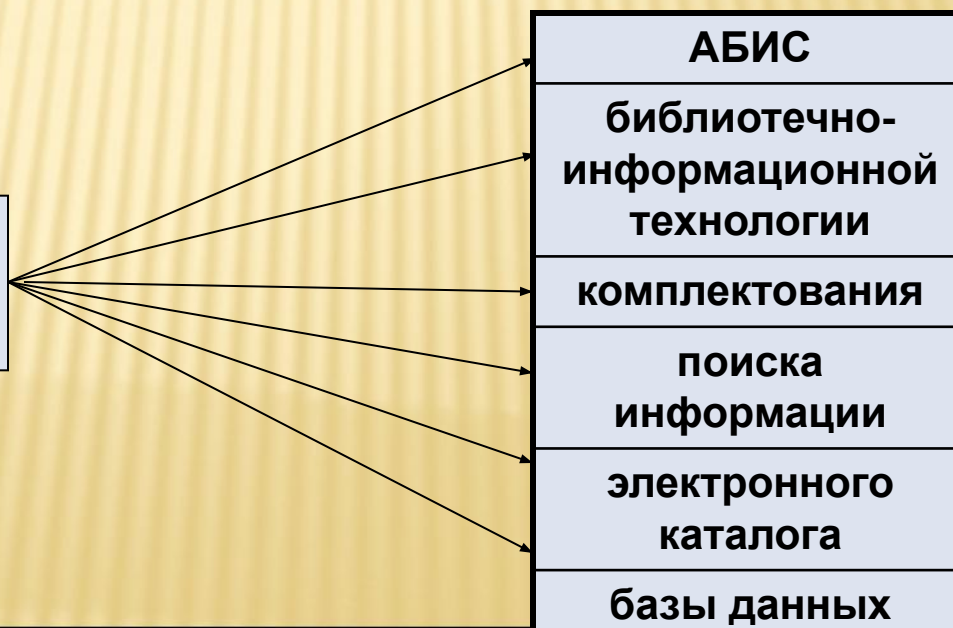 АБИС
библиотечно-
информационной
технологии
комплектования
поиска
информации
электронного
каталога
базы данных